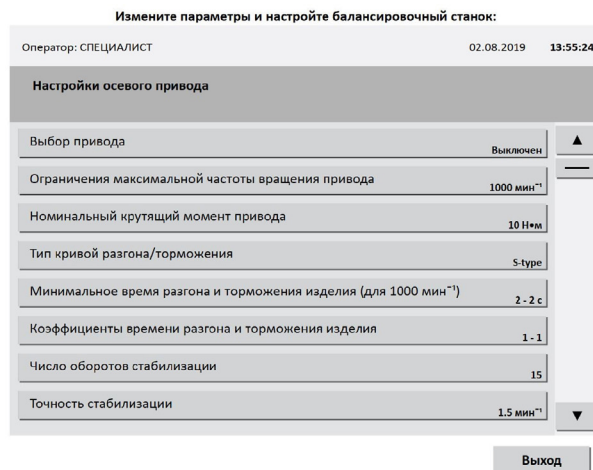 Измените параметры и настройте балансировочный станок:
Оператор: СПЕЦИАЛИСТ 02.08.2019 13:55:24
Настройки осевого привода
Выбор привода
Выключен
Ограничения максимальной частоты вращения привода
1000 мин⁻¹
Номинальный крутящий момент привода
10 Н•м
Тип кривой разгона/торможения
S-type
Минимальное время разгона и торможения изделия (для 1000 мин⁻¹)
2 - 2 с
Коэффициенты времени разгона и торможения изделия
1 - 1
Число оборотов стабилизации
15
Точность стабилизации
1.5 мин⁻¹
Выход